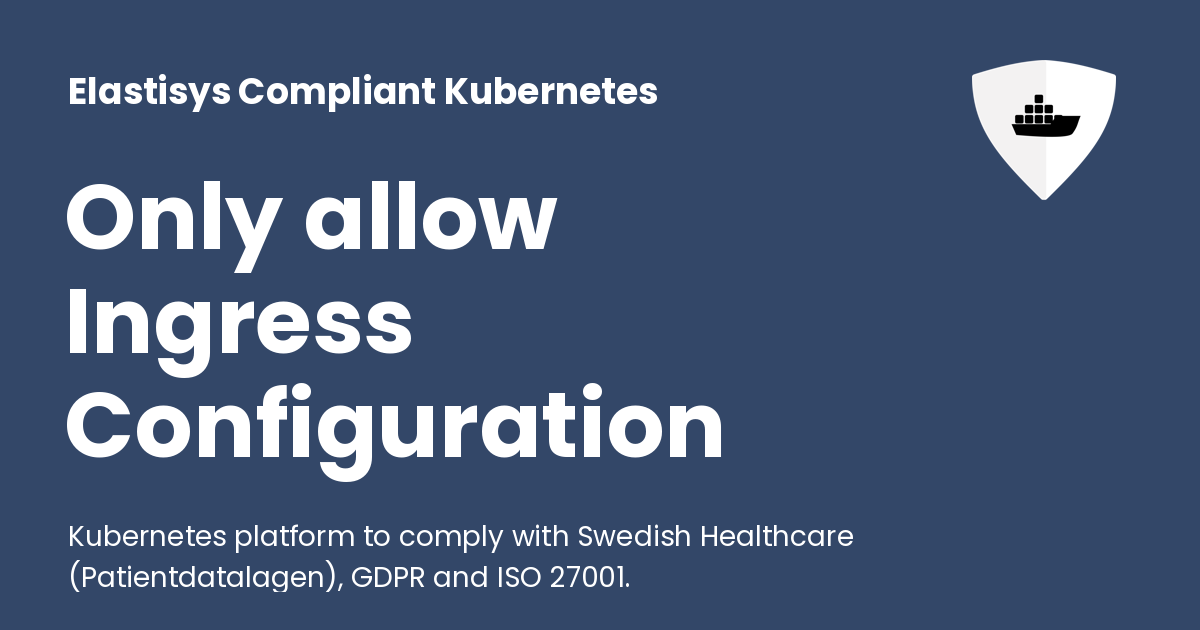 Elastisys Compliant Kubernetes
Only allow
Ingress
Configuration
Kubernetes platform to comply with Swedish Healthcare
(Patientdatalagen), GDPR and ISO 27001.